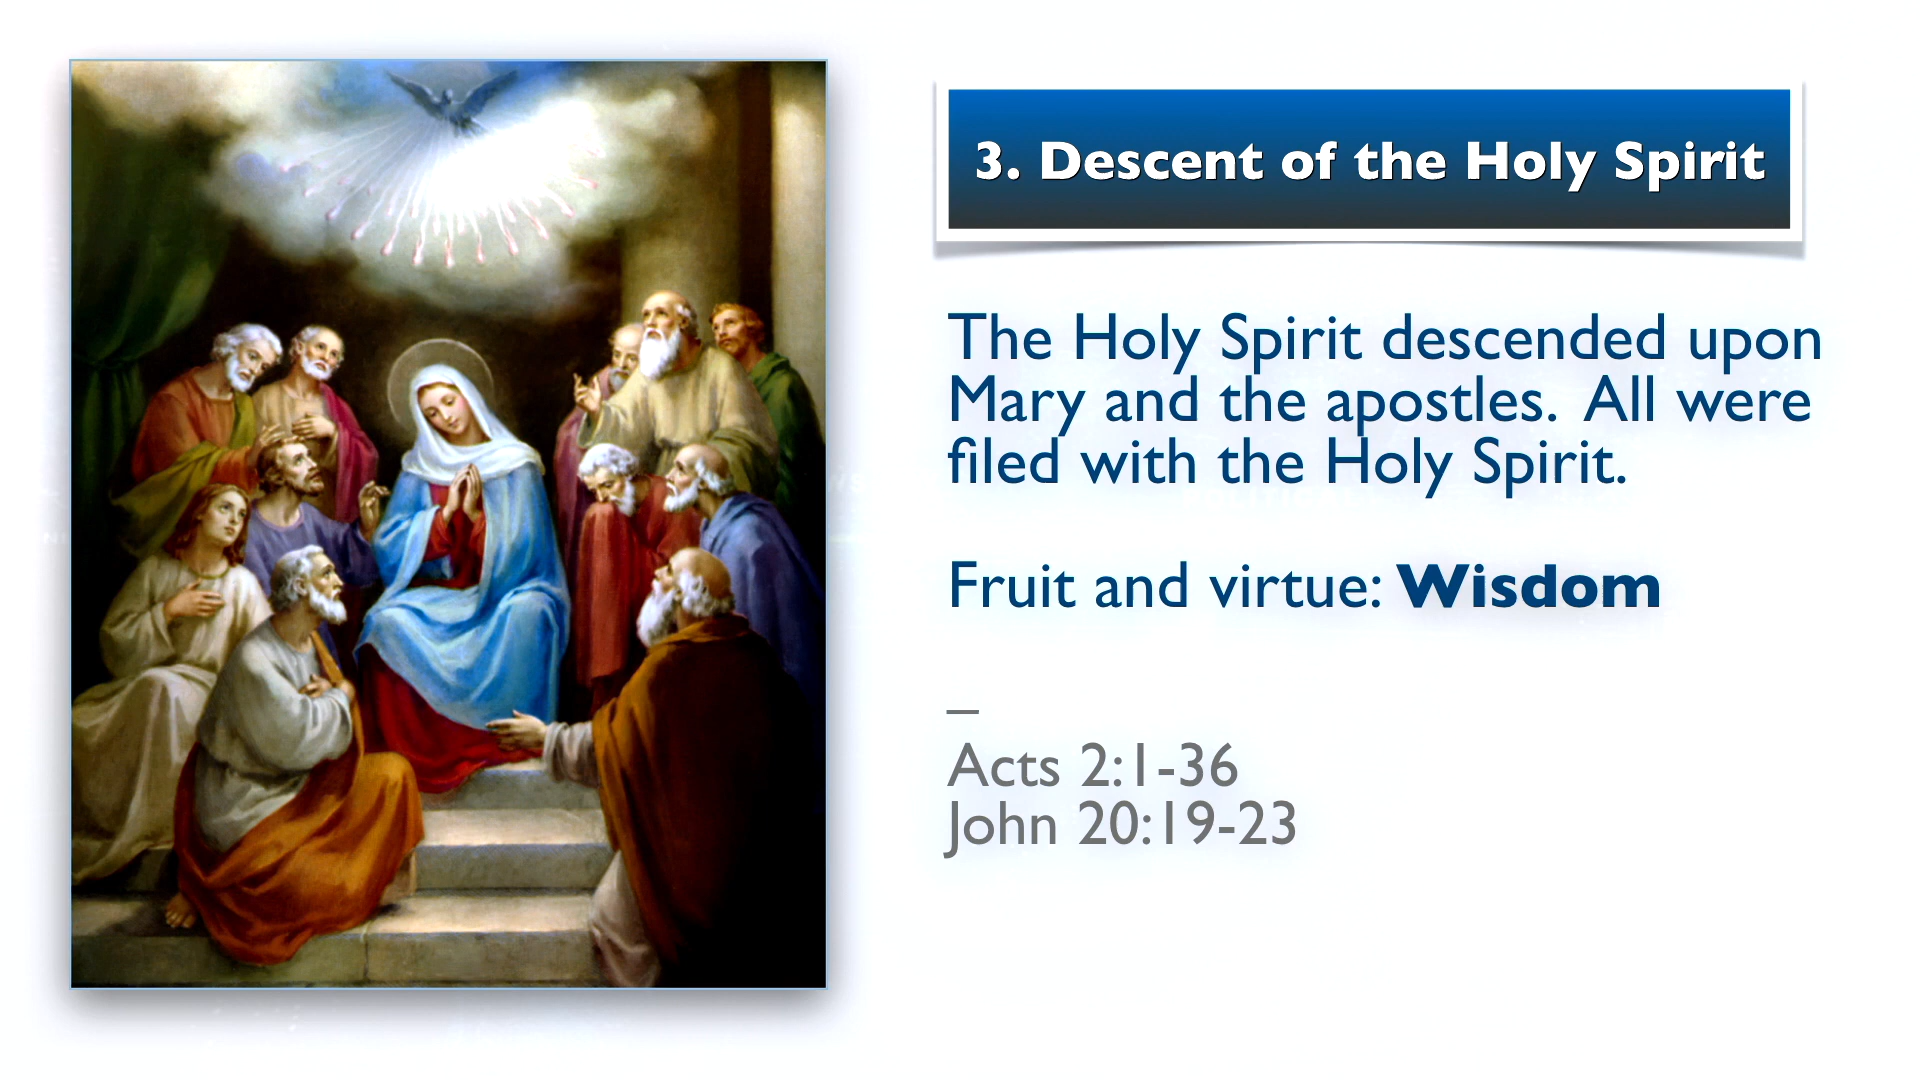 3. Descent of the Holy Spirit
The Holy Spirit descended upon
Mary and the apostles. All were
filed with the Holy Spirit.
Fruit and virtue: Wisdom
_
Acts 2:1-36
John 20:19-23